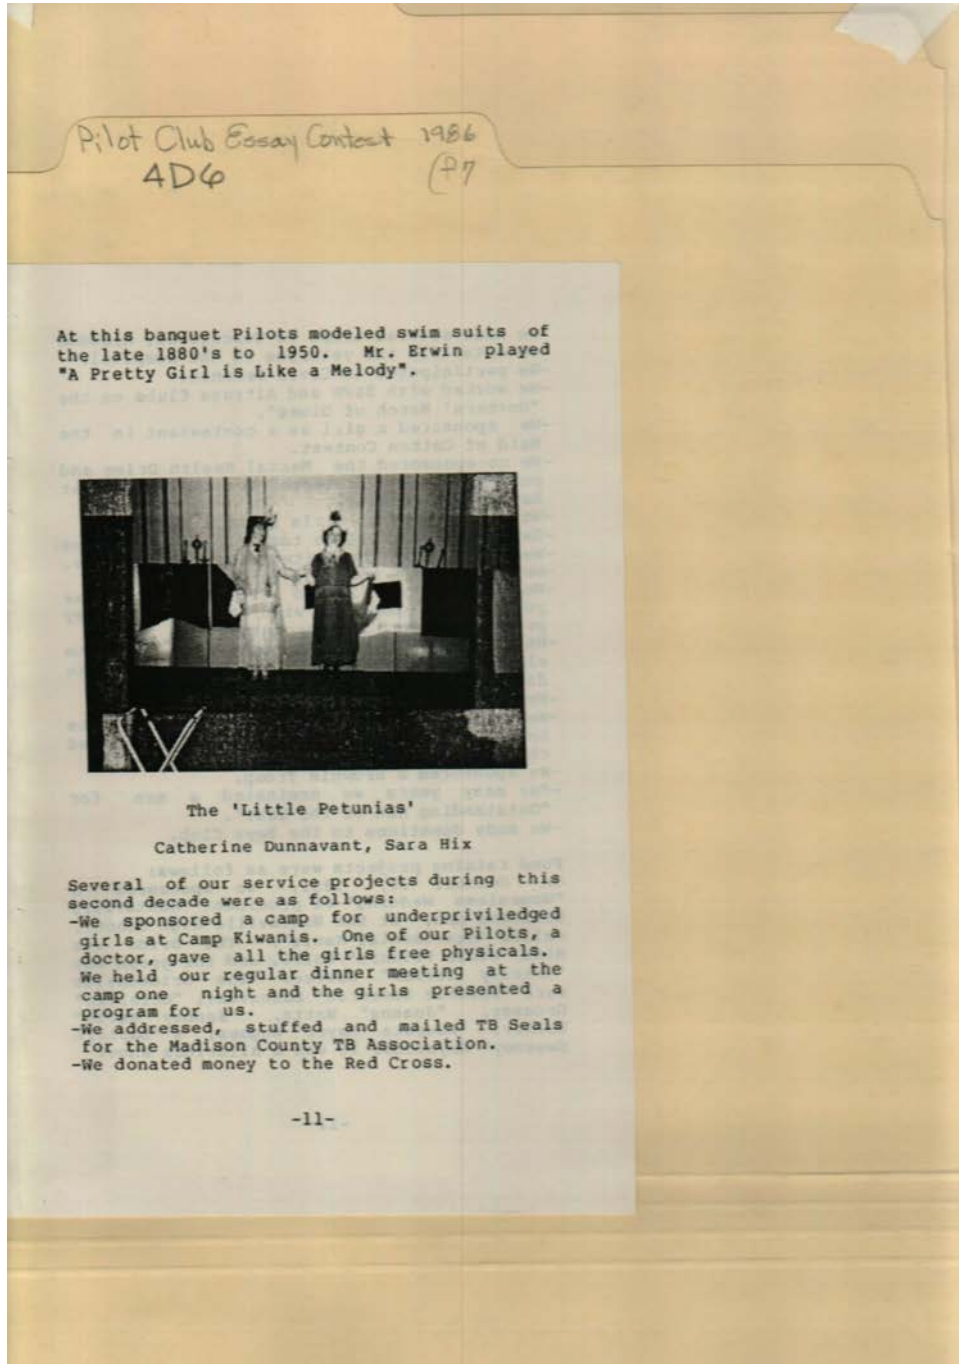 Pilot Club Essay Contest 1986
4D6 (f7
At this banquet Pilots modeled swim suits of
the late 1880's to 1950. Mr. Erwin played
"A Pretty Girl is Like a Melody".
The 'Little Petunias'
Catherine Dunnavant, Sara Hix
Several of our service projects during this
second decade were as follows:
-We sponsored a camp for underpriviledged
girls at Camp Kiwanis. One of our Pilots, a
doctor, gave all the girls free physicals.
We held our regular dinner meeting at the
camp one night and the girls presented a
program for us.
-We addressed, stuffed and mailed TB Seals
for the Madison County TB Association.
-We donated money to the Red Cross.
-11-